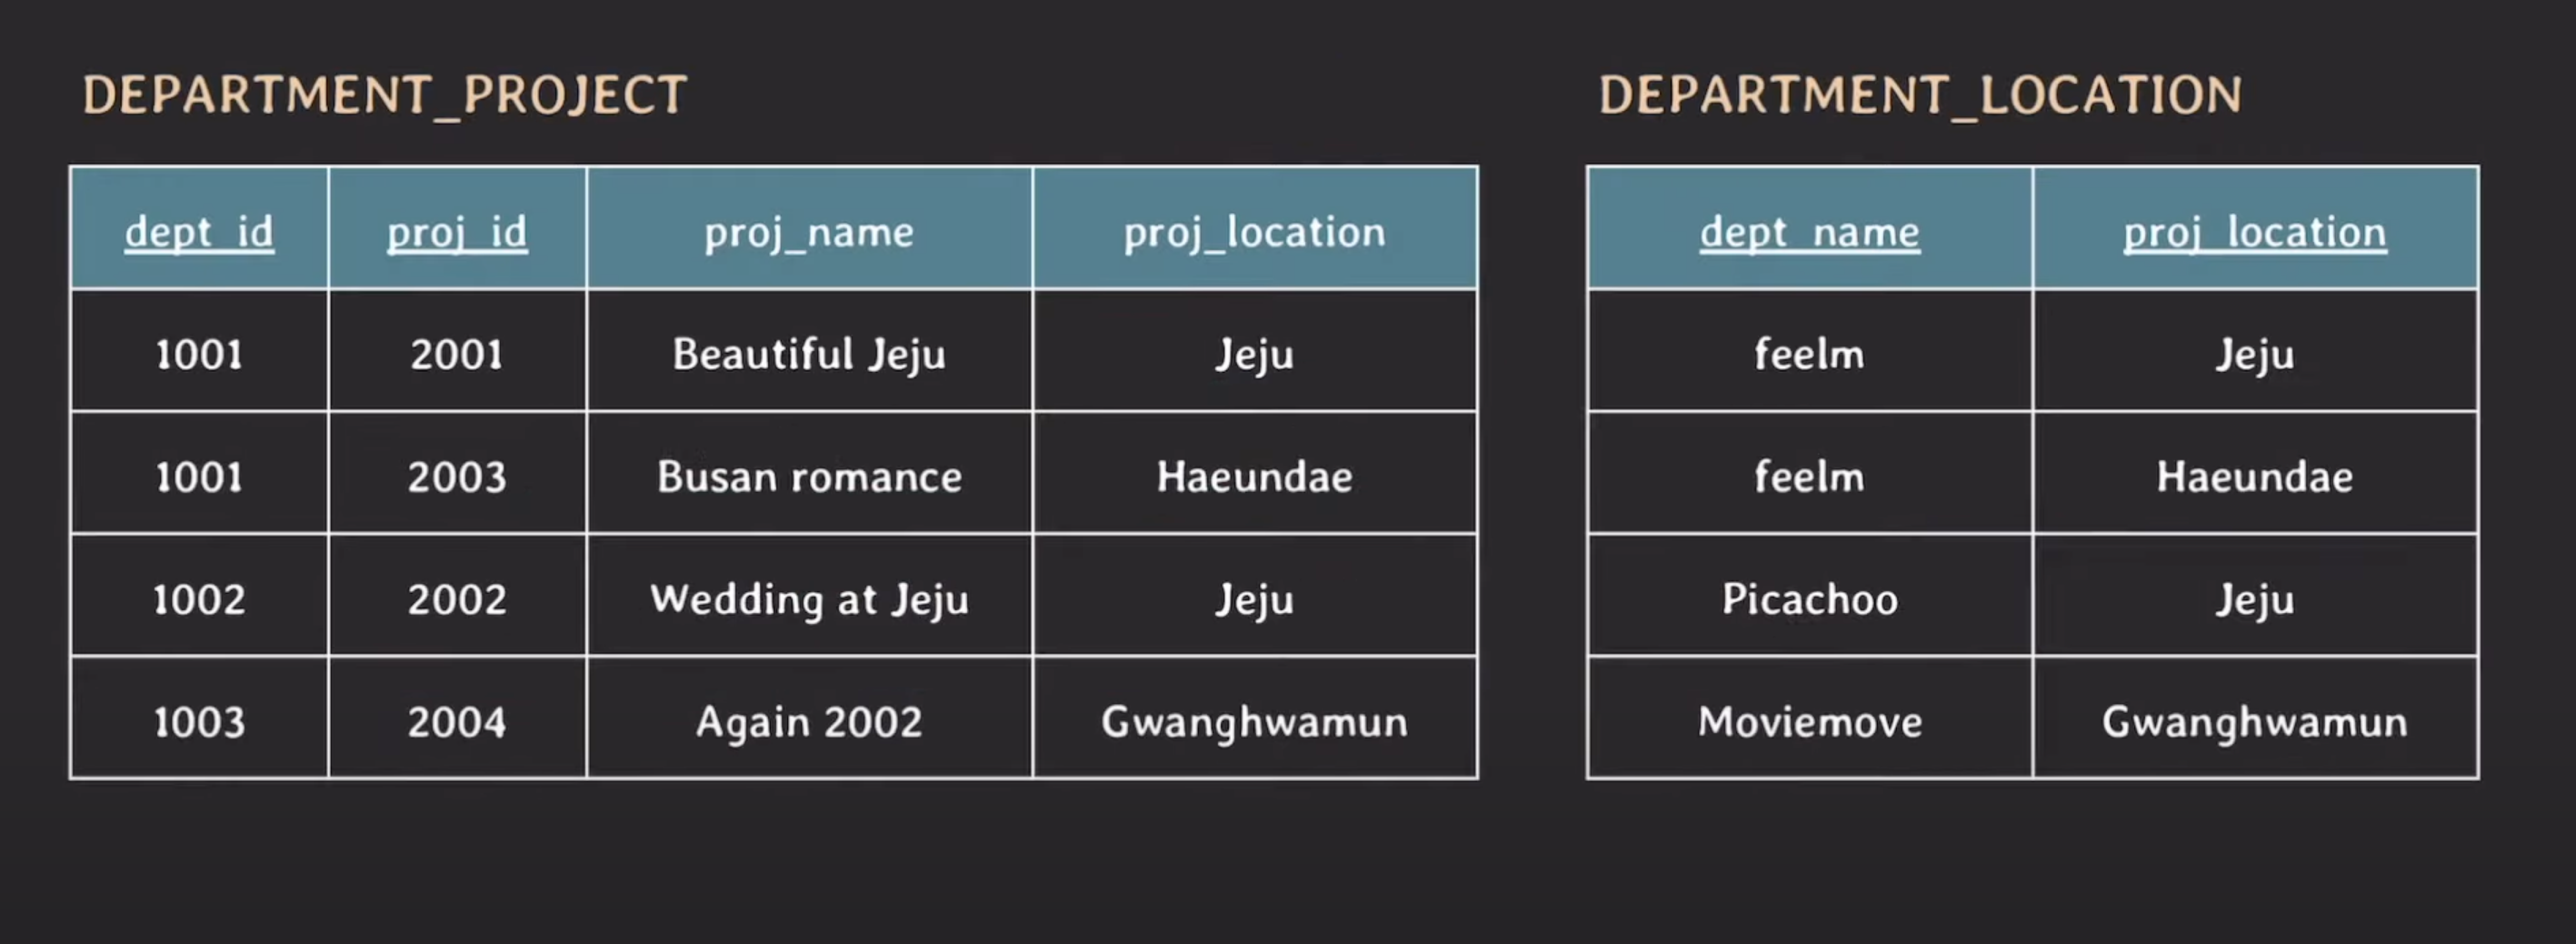 DEPARTMENT_PROJECT
dept_id proj_id proj_name proj_location
1001 2001 Beautiful Jeju Jeju
1001 2003 Busan romance Haeundae
1002 2002 Wedding at Jeju Jeju
1003 2004 Again 2002 Gwanghwamun
DEPARTMENT_LOCATION
dept_name proj_location
feelm Jeju
feelm Haeundae
Picachoo Jeju
Moviemove Gwanghwamun